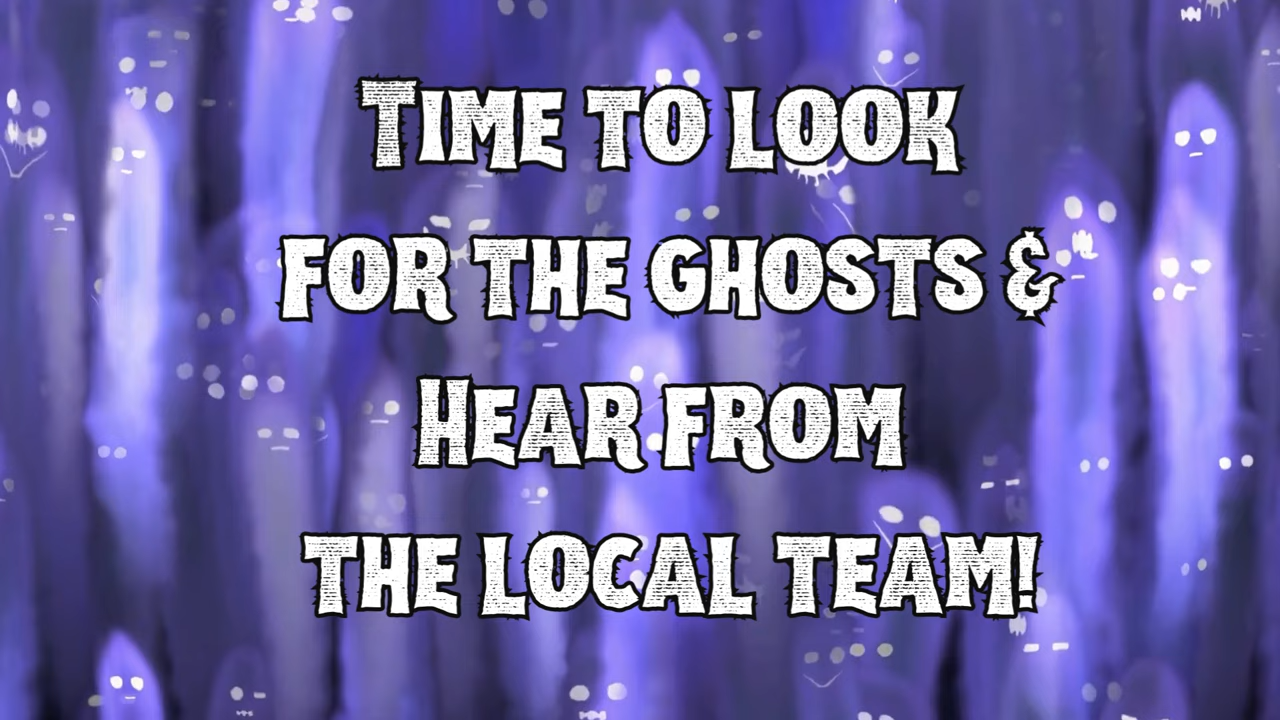 Time to look
for the ghosts &
Hear from
the local team!